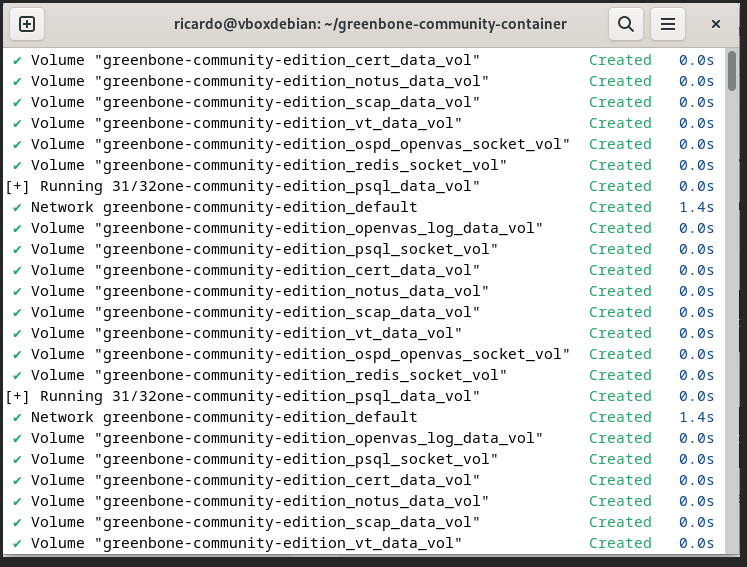 ricardo@vboxdebian: ~/greenbone-community-container
✔ Volume "greenbone-community-edition_cert_data_vol" Created 0.0s
✔ Volume "greenbone-community-edition_notus_data_vol" Created 0.0s
✔ Volume "greenbone-community-edition_scap_data_vol" Created 0.0s
✔ Volume "greenbone-community-edition_vt_data_vol" Created 0.0s
✔ Volume "greenbone-community-edition_ospd_openvas_socket_vol" Created 0.0s
✔ Volume "greenbone-community-edition_redis_socket_vol" Created 0.0s
[+] Running 31/32one-community-edition_psql_data_vol" Created 0.0s
✔ Network greenbone-community-edition_default Created 1.4s
✔ Volume "greenbone-community-edition_openvas_log_data_vol" Created 0.0s
✔ Volume "greenbone-community-edition_psql_socket_vol" Created 0.0s
✔ Volume "greenbone-community-edition_cert_data_vol" Created 0.0s
✔ Volume "greenbone-community-edition_notus_data_vol" Created 0.0s
✔ Volume "greenbone-community-edition_scap_data_vol" Created 0.0s
✔ Volume "greenbone-community-edition_vt_data_vol" Created 0.0s
✔ Volume "greenbone-community-edition_ospd_openvas_socket_vol" Created 0.0s
✔ Volume "greenbone-community-edition_redis_socket_vol" Created 0.0s
[+] Running 31/32one-community-edition_psql_data_vol" Created 0.0s
✔ Network greenbone-community-edition_default Created 1.4s
✔ Volume "greenbone-community-edition_openvas_log_data_vol" Created 0.0s
✔ Volume "greenbone-community-edition_psql_socket_vol" Created 0.0s
✔ Volume "greenbone-community-edition_cert_data_vol" Created 0.0s
✔ Volume "greenbone-community-edition_notus_data_vol" Created 0.0s
✔ Volume "greenbone-community-edition_scap_data_vol" Created 0.0s
✔ Volume "greenbone-community-edition_vt_data_vol" Created 0.0s